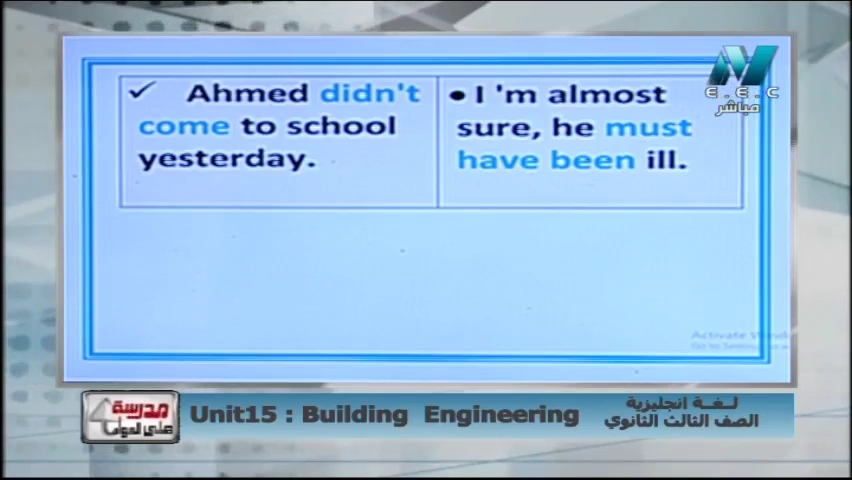 ✓ Ahmed didn't
come to school
yesterday.
• I 'm almost
sure, he must
have been ill.
E . E . C
مباشر
Unit15 : Building Engineering
لـغــة انجليزية
الصف الثالث الثانوي
مدرسة
على الهواء